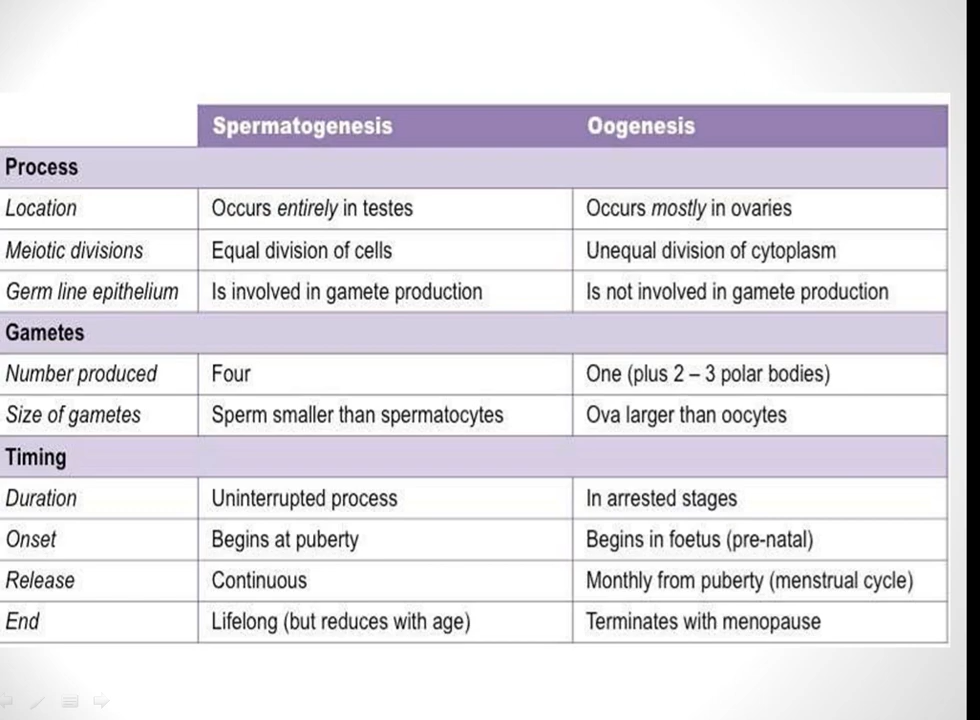 Spermatogenesis Oogenesis
Process
Location Occurs entirely in testes Occurs mostly in ovaries
Meiotic divisions Equal division of cells Unequal division of cytoplasm
Germ line epithelium Is involved in gamete production Is not involved in gamete production
Gametes
Number produced Four One (plus 2 – 3 polar bodies)
Size of gametes Sperm smaller than spermatocytes Ova larger than oocytes
Timing
Duration Uninterrupted process In arrested stages
Onset Begins at puberty Begins in foetus (pre-natal)
Release Continuous Monthly from puberty (menstrual cycle)
End Lifelong (but reduces with age) Terminates with menopause